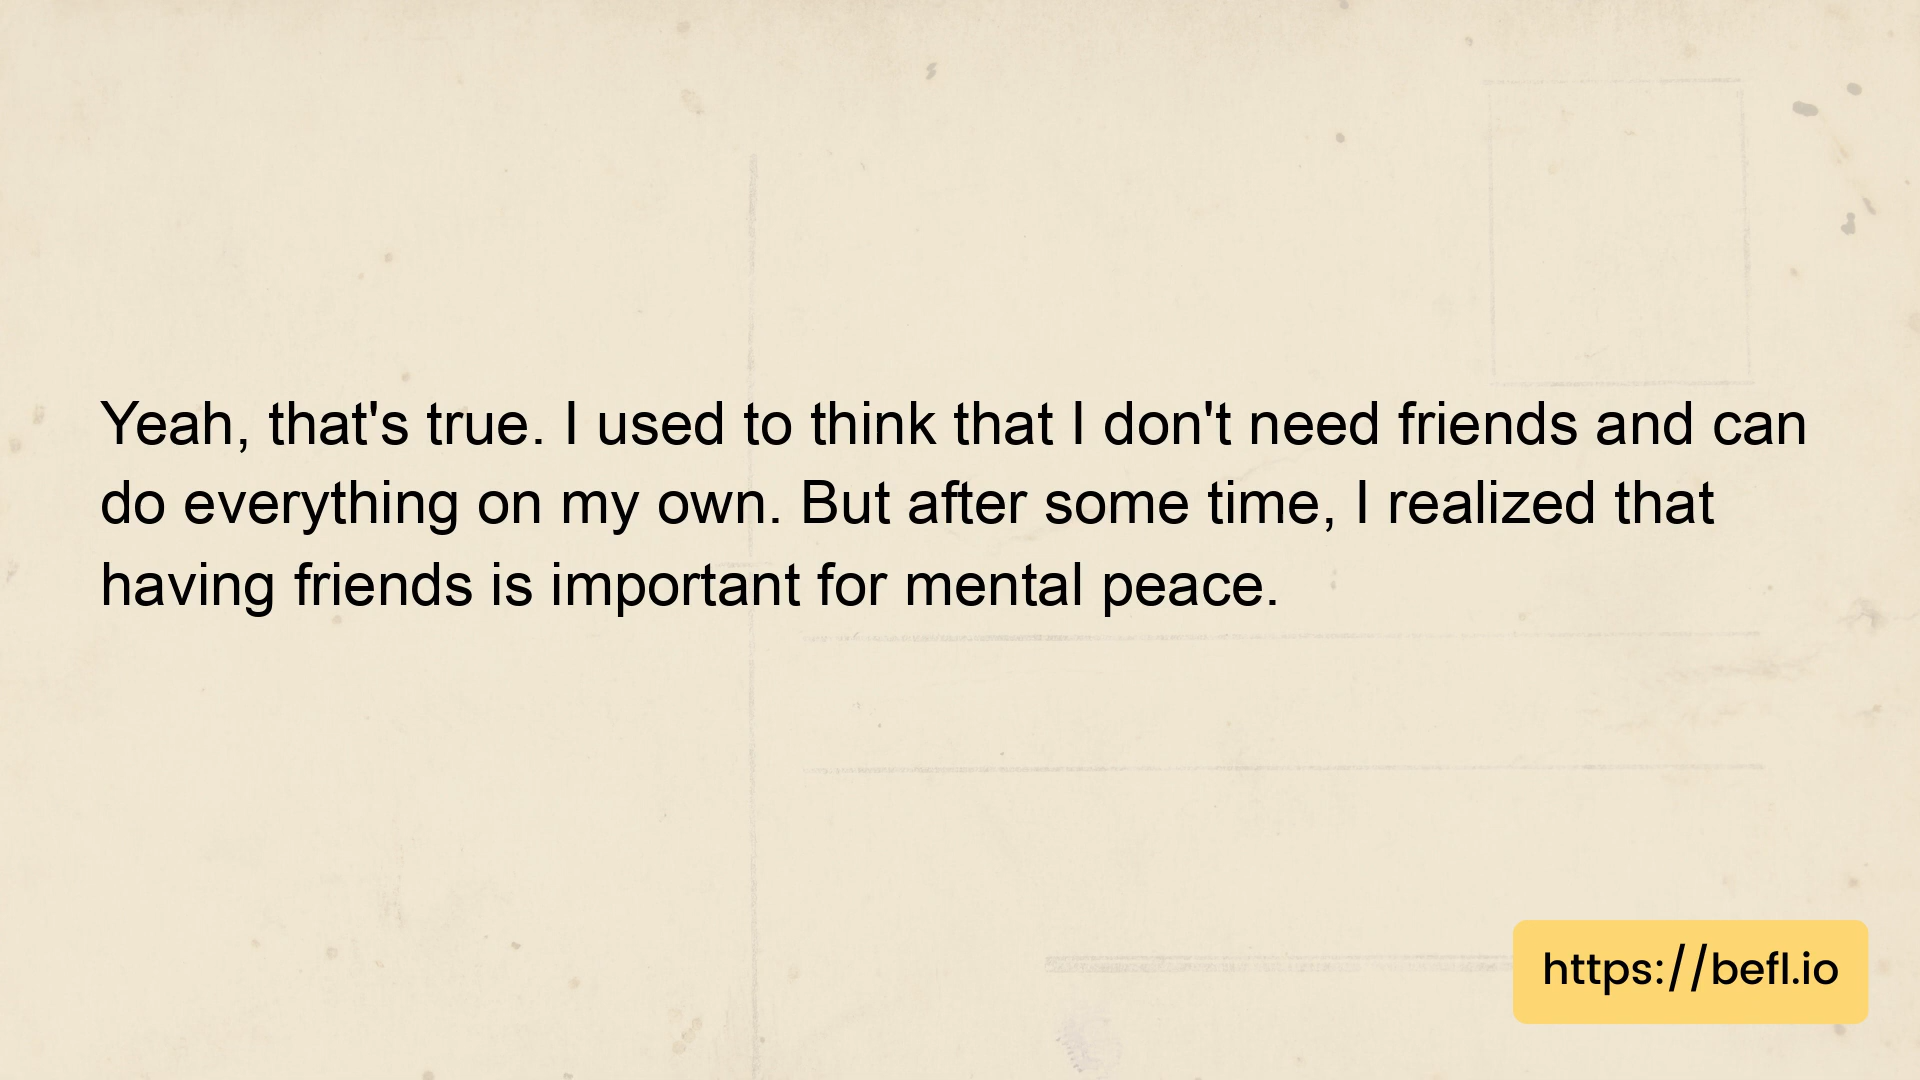 Yeah, that's true. I used to think that I don't need friends and can
do everything on my own. But after some time, I realized that
having friends is important for mental peace.
https://befl.io